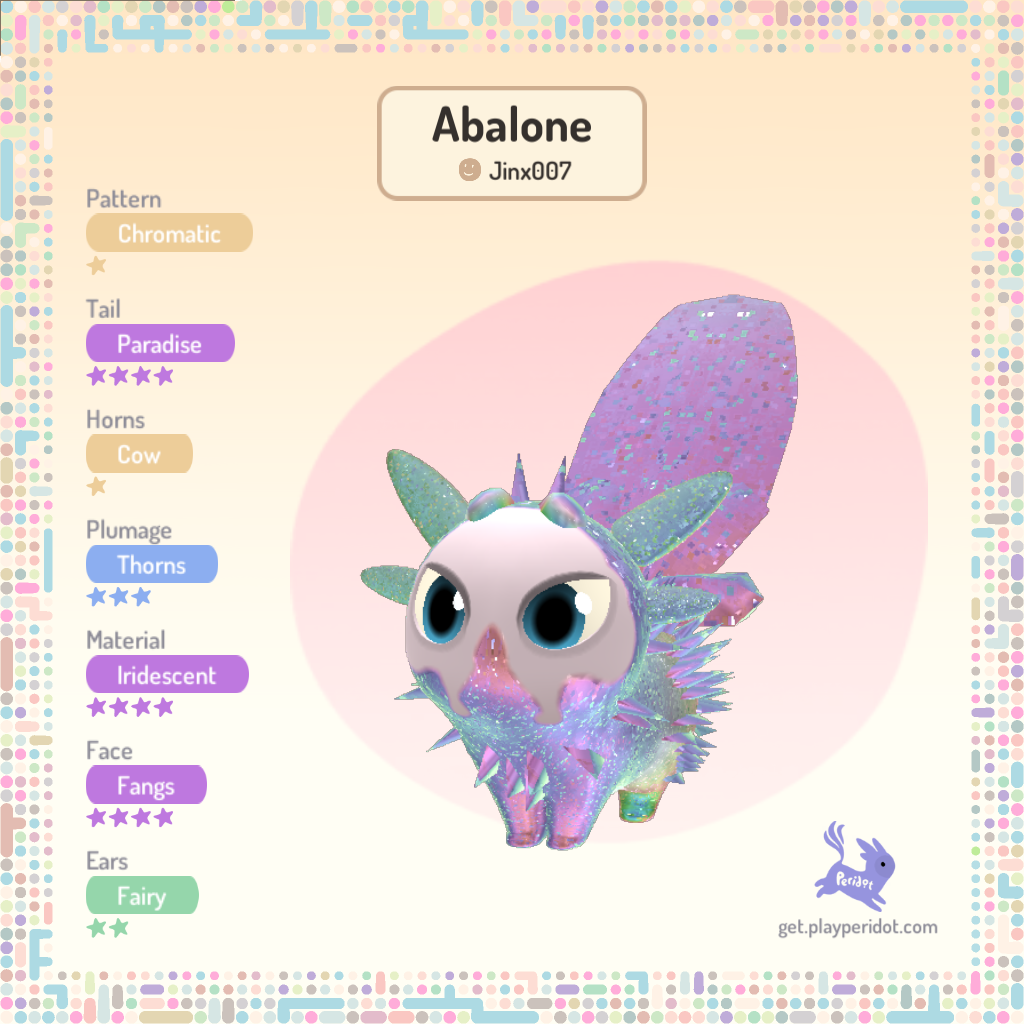 Abalone
Jinx007
Pattern
Chromatic
Tail
Paradise
Horns
Cow
Plumage
Thorns
Material
Iridescent
Face
Fangs
Ears
Fairy
Peridot
get.playperidot.com